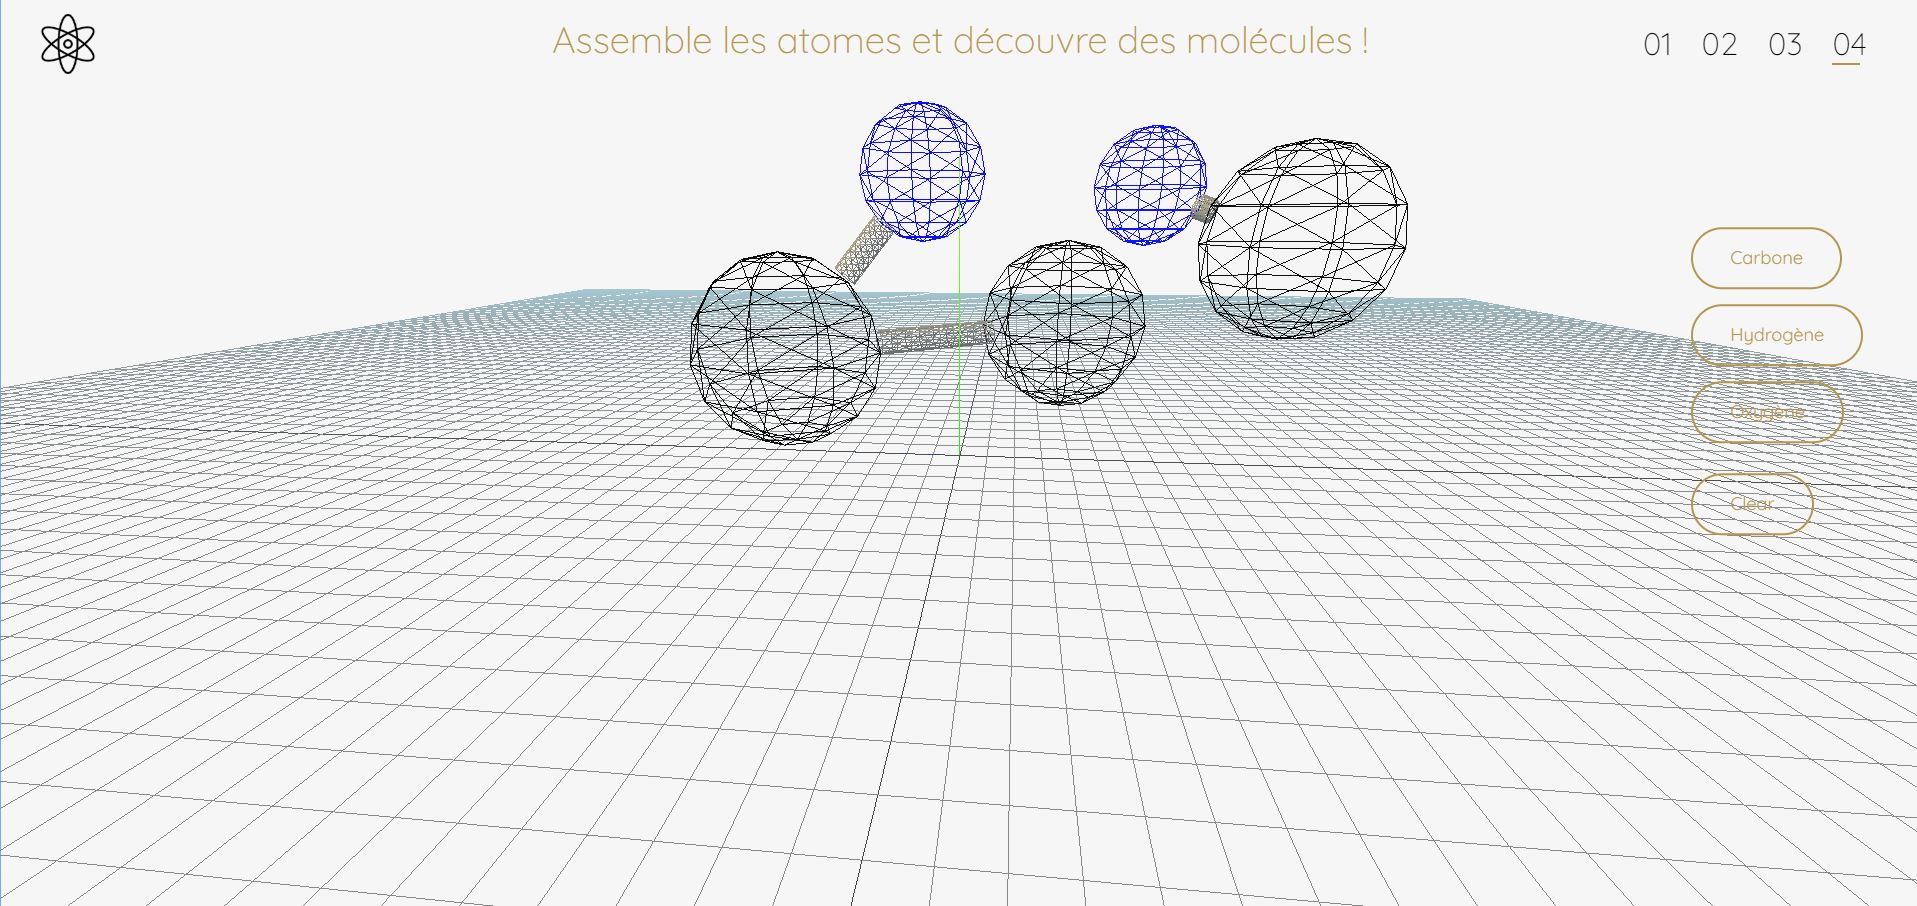 Assemble les atomes et découvre des molécules !
01 02 03 04
Carbone
Hydrogène
Oxygène
Clear